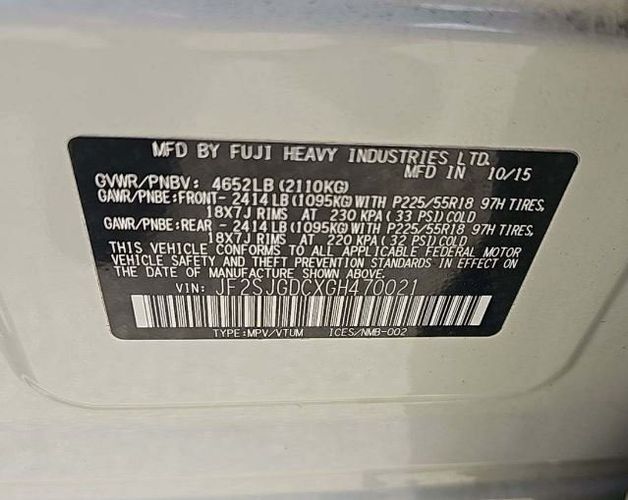 MFD BY FUJI HEAVY INDUSTRIES LTD.
MFD IN 10/15
GVWR/PNBV: 4652LB(2110KG)
GAWR/PNBE:FRONT- 2414LB(1095KG)WITH P225/55R18 97H TIRES,
18X7J RIMS AT 230 KPA(33 PSI)COLD
GAWR/PNBE:REAR - 2414LB(1095KG)WITH P225/55R18 97H TIRES,
18X7J RIMS AT 220 KPA(32 PSI)COLD
THIS VEHICLE CONFORMS TO ALL APPLICABLE FEDERAL MOTOR
VEHICLE SAFETY AND THEFT PREVENTION STANDARDS IN EFFECT ON
THE DATE OF MANUFACTURE SHOWN ABOVE.
VIN: JF2SJGDCXGH470021
TYPE:MPV/VTUM ICES/NMB-002